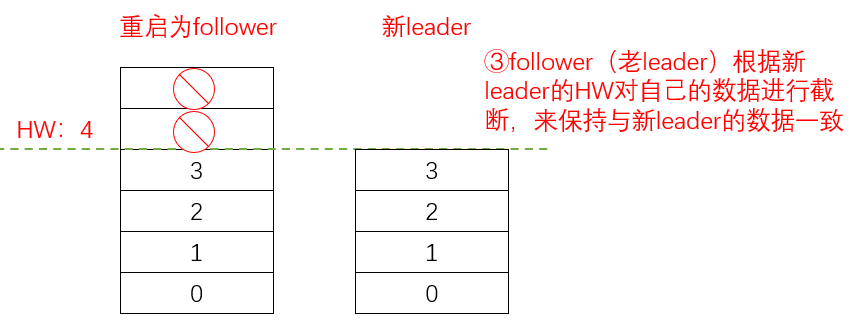 重启为follower
新leader
③follower（老leader）根据新
leader的HW对自己的数据进行截
断，来保持与新leader的数据一致
HW：4
3
2
1
0
3
2
1
0